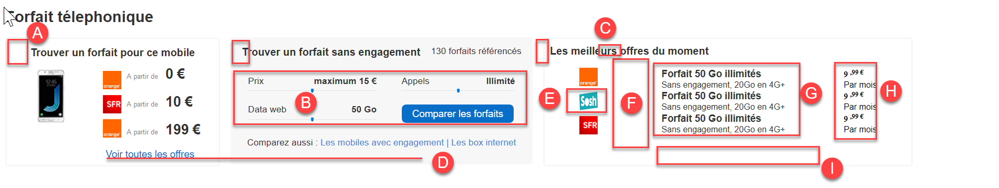 Forfait télephonique
A
Trouver un forfait pour ce mobile
orange
A partir de 0 €
SFR
A partir de 10 €
orange
A partir de 199 €
Voir toutes les offres
Trouver un forfait sans engagement 130 forfaits référencés
Prix maximum 15 € Appels Illimité
B
Data web 50 Go Comparer les forfaits
Comparez aussi : Les mobiles avec engagement | Les box internet
D
C
Les meilleurs offres du moment
orange
E
Sosh
SFR
F
Forfait 50 Go illimités
Sans engagement, 20Go en 4G+
Forfait 50 Go illimités
Sans engagement, 20Go en 4G+
Forfait 50 Go illimités
Sans engagement, 20Go en 4G+
G
9 ,99 €
Par mois
9 ,99 €
Par mois
9 ,99 €
Par mois
H
I